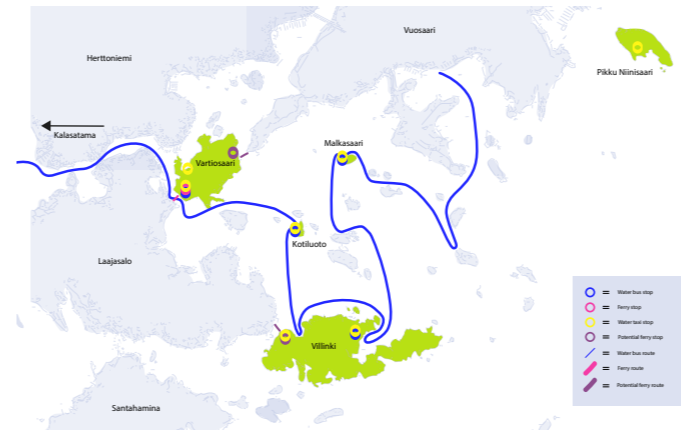 Vuosaari
Herttoniemi
Pikku Niinisaari
Kalasatama
Malkasaari
Vartiosaari
Kotiluoto
Laajasalo
Villinki
Santahamina
= Water bus stop
= Ferry stop
= Water taxi stop
= Potential ferry stop
= Water bus route
= Ferry route
= Potential ferry route